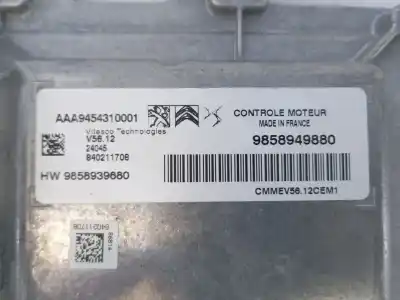 AAA9454310001
CONTROLE MOTEUR
MADE IN FRANCE
Vitesco Technologies
V56.12
24045
840211708
9858949880
HW 9858939680
CMMEV56.12CEM1